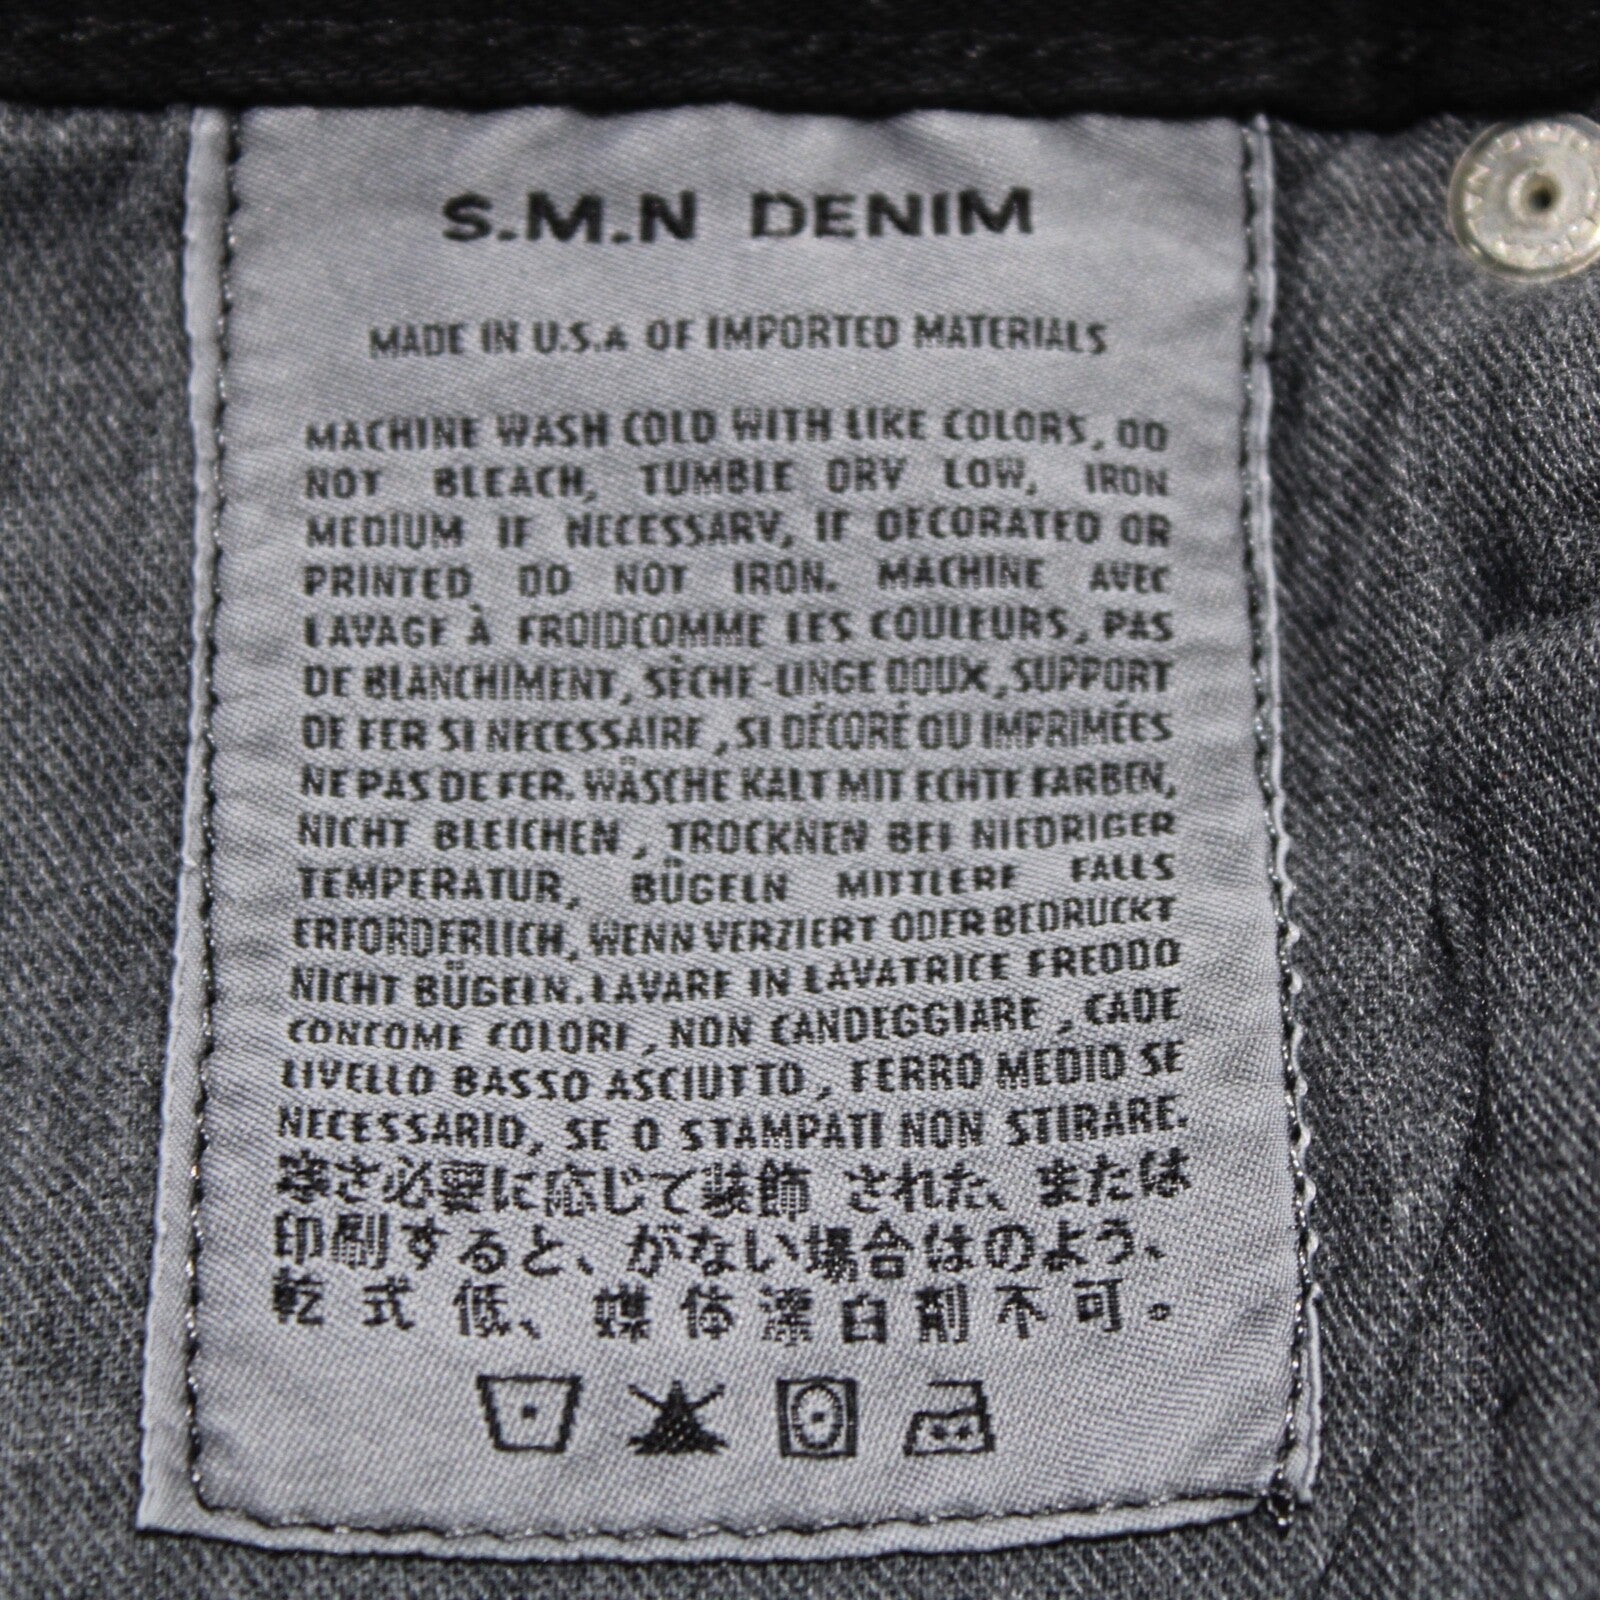 S.M.N DENIM
MADE IN U.S.A OF IMPORTED MATERIALS
MACHINE WASH COLD WITH LIKE COLORS, DO
NOT BLEACH, TUMBLE DRY LOW, IRON
MEDIUM IF NECESSARY, IF DECORATED OR
PRINTED DO NOT IRON. MACHINE AVEC
LAVAGE À FROIDCOMME LES COULEURS, PAS
DE BLANCHIMENT, SÈCHE-LINGE DOUX, SUPPORT
DE FER SI NECESSAIRE, SI DÉCORÉ OU IMPRIMÉES
NE PAS DE FER. WÄSCHE KALT MIT ECHTE FARBEN,
NICHT BLEICHEN, TROCKNEN BEI NIEDRIGER
TEMPERATUR, BÜGELN MITTLERE FALLS
ERFORDERLICH, WENN VERZIERT ODER BEDRUCKT
NICHT BÜGELN. LAVARE IN LAVATRICE FREDDO
CONCOME COLORI, NON CANDEGGIARE, CADE
LIVELLO BASSO ASCIUTTO, FERRO MEDIO SE
NECESSARIO, SE O STAMPATI NON STIRARE.
寒さ必要に応じて装飾 された、または
印刷すると、がない場合はのよう、
乾式低、媒体漂白剤不可。